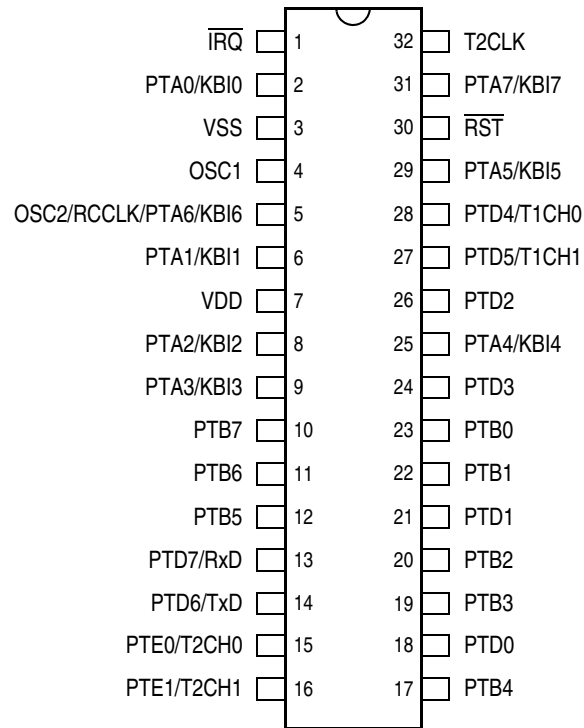 IRQ 1 32 T2CLK
PTA0/KBI0 2 31 PTA7/KBI7
VSS 3 30 RST
OSC1 4 29 PTA5/KBI5
OSC2/RCCLK/PTA6/KBI6 5 28 PTD4/T1CH0
PTA1/KBI1 6 27 PTD5/T1CH1
VDD 7 26 PTD2
PTA2/KBI2 8 25 PTA4/KBI4
PTA3/KBI3 9 24 PTD3
PTB7 10 23 PTB0
PTB6 11 22 PTB1
PTB5 12 21 PTD1
PTD7/RxD 13 20 PTB2
PTD6/TxD 14 19 PTB3
PTE0/T2CH0 15 18 PTD0
PTE1/T2CH1 16 17 PTB4